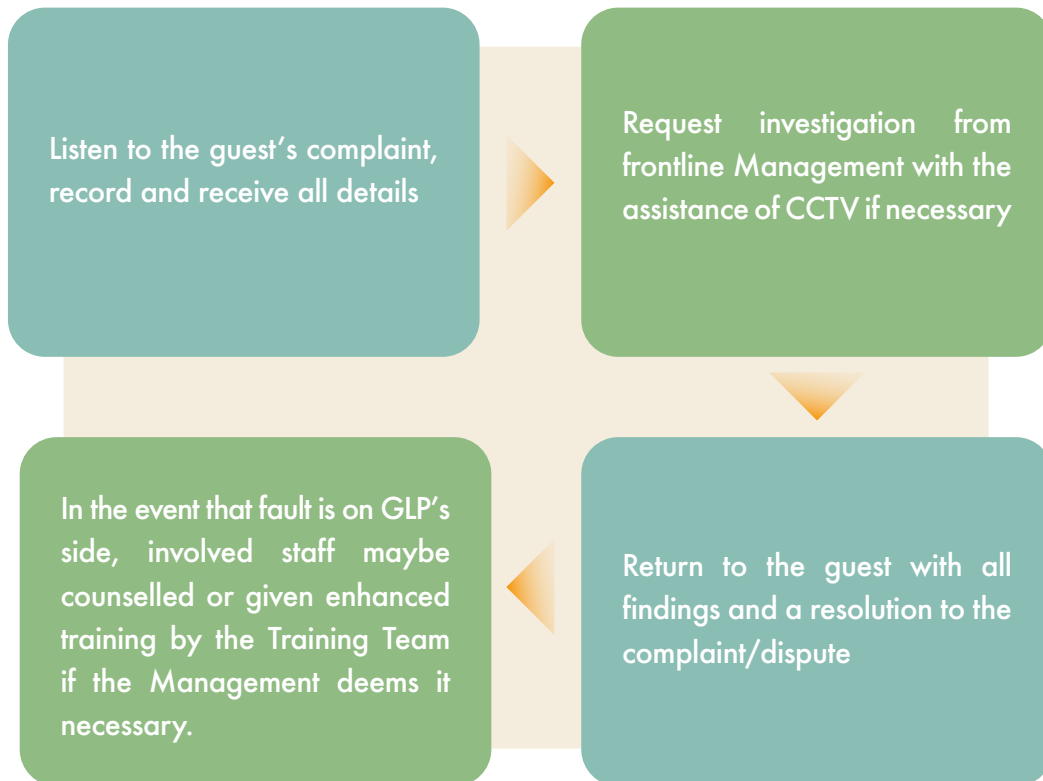 Listen to the guest’s complaint,
record and receive all details
Request investigation from
frontline Management with the
assistance of CCTV if necessary
Return to the guest with all
findings and a resolution to the
complaint/dispute
In the event that fault is on GLP’s
side, involved staff maybe
counselled or given enhanced
training by the Training Team
if the Management deems it
necessary.